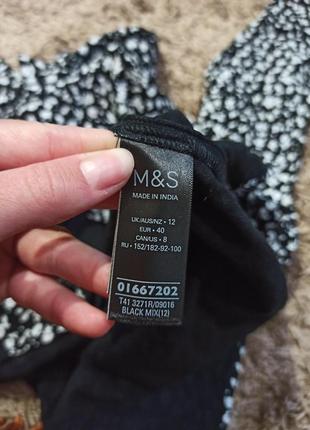 M&S
MADE IN INDIA
UK/AUS/NZ • 12
EUR • 40
CAN/US • 8
RU • 152/182-92-100
01667202
T41 3271R/09016
BLACK MIX(12)